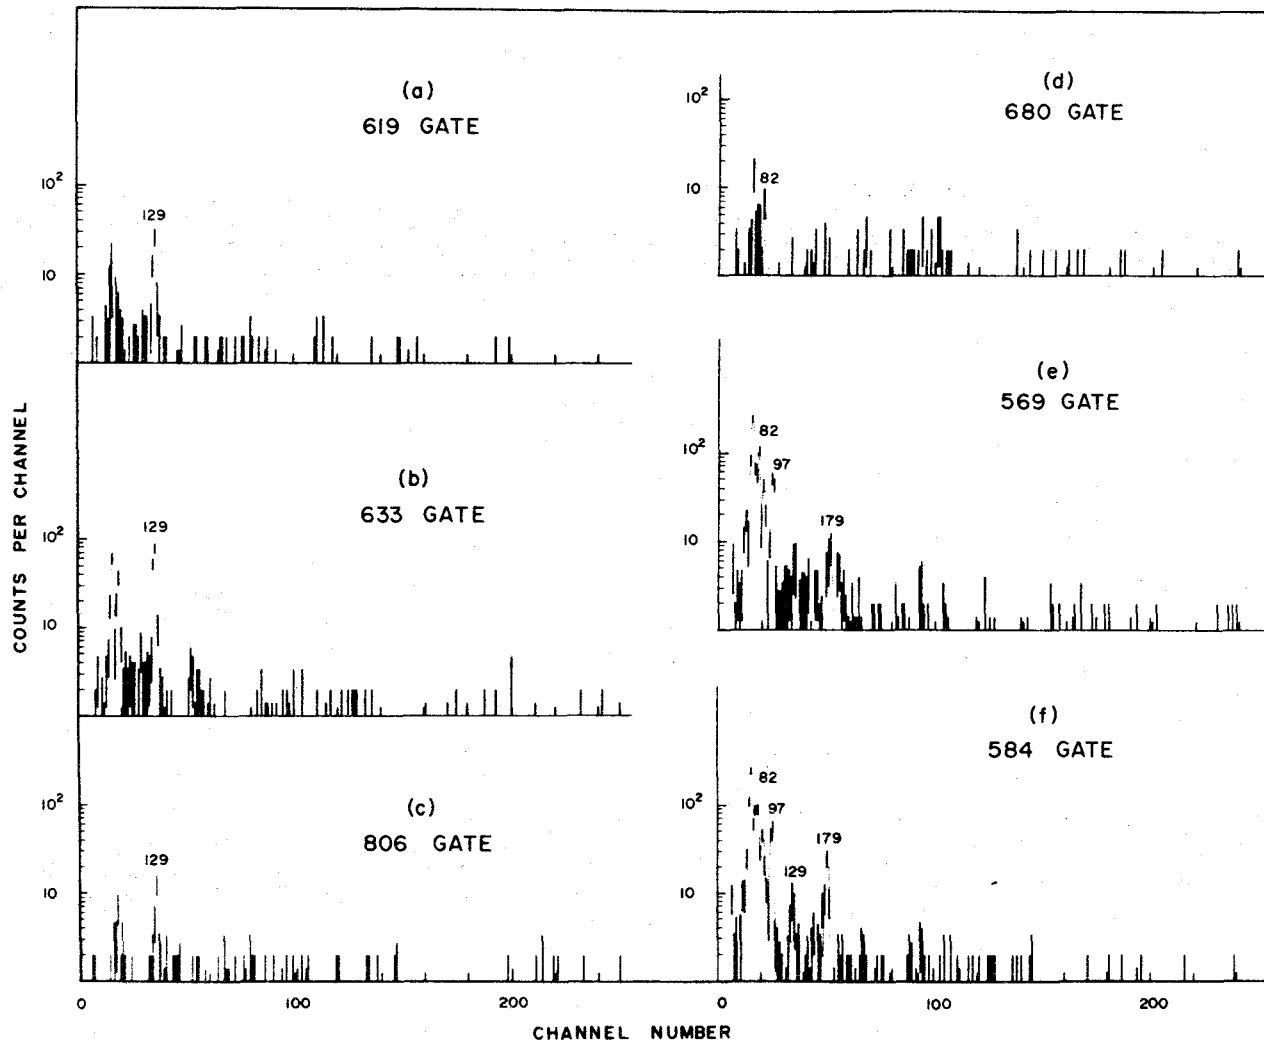 (a)
619 GATE
10²
129
10
(b)
633 GATE
10²
129
10
(c)
806 GATE
10²
129
10
0 100 200
(d)
680 GATE
10²
82
10
(e)
569 GATE
10²
82
97
179
10
(f)
584 GATE
10²
82
97
179
129
10
0 100 200
COUNTS PER CHANNEL
CHANNEL NUMBER